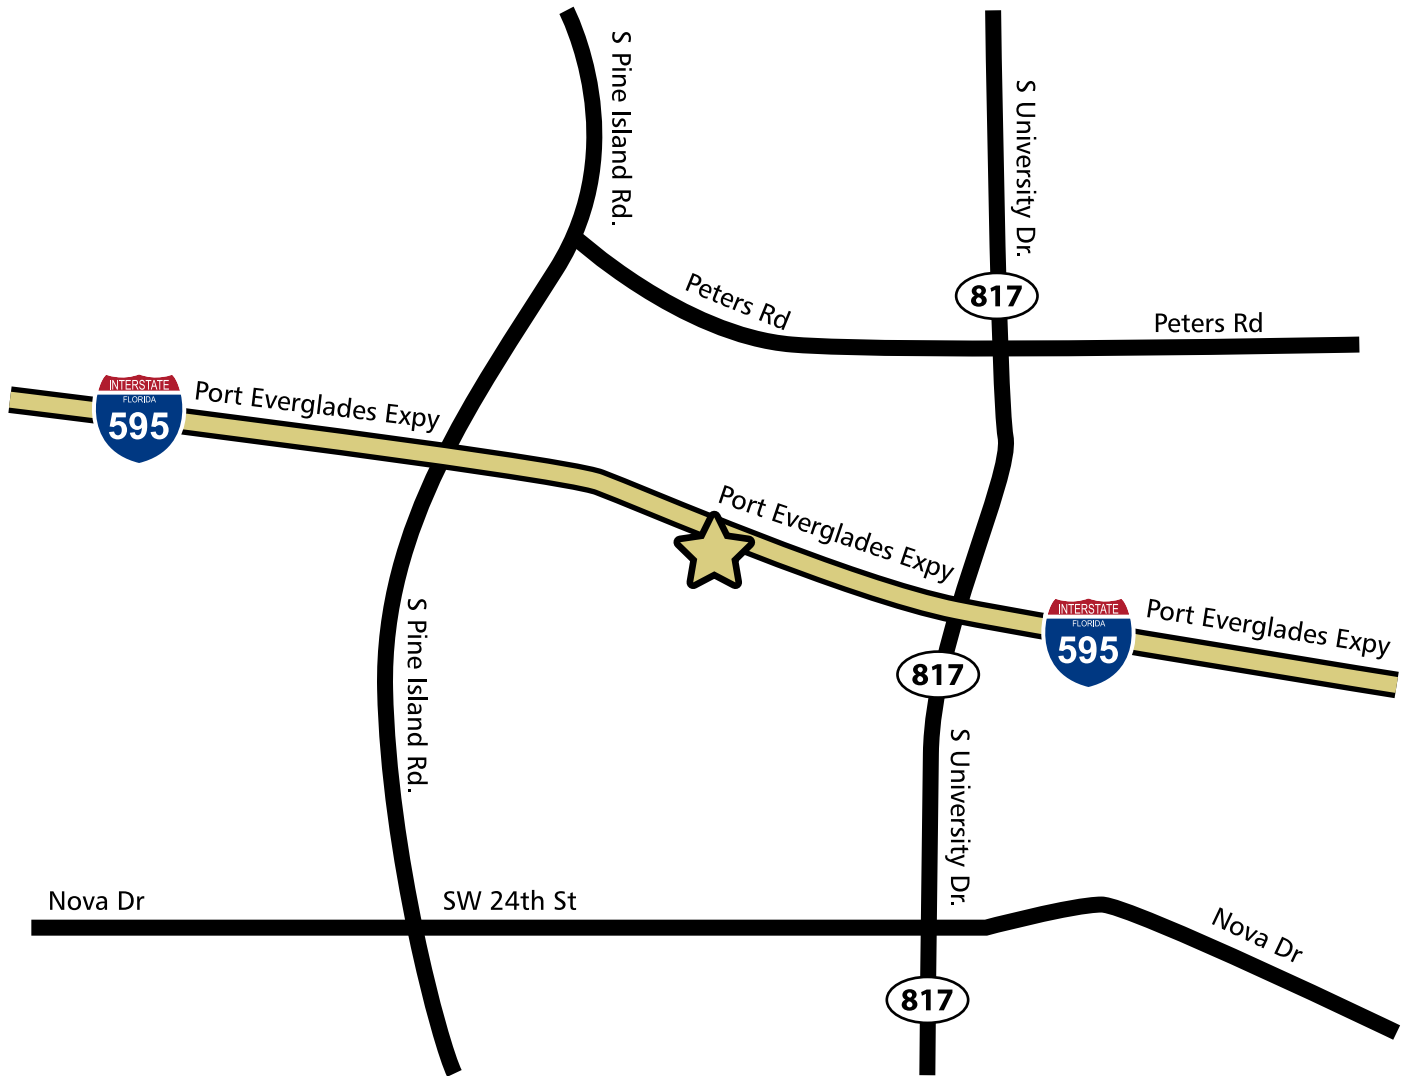 S Pine Island Rd.
S University Dr.
817
Peters Rd
Peters Rd
INTERSTATE
FLORIDA
595
Port Everglades Expy
Port Everglades Expy
INTERSTATE
FLORIDA
595
Port Everglades Expy
S Pine Island Rd.
817
S University Dr.
Nova Dr
SW 24th St
Nova Dr
817